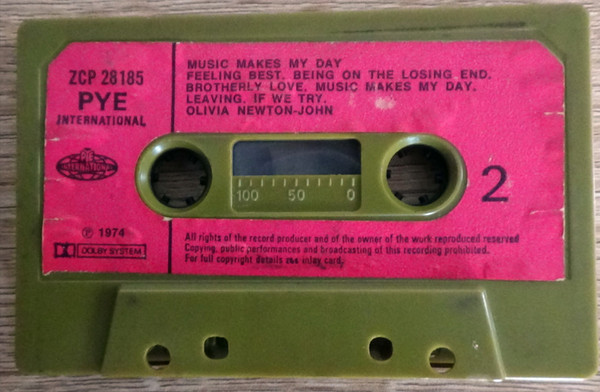 ZCP 28185
PYE
INTERNATIONAL
PYE
INTERNATIONAL
℗ 1974
DOLBY SYSTEM
MUSIC MAKES MY DAY
FEELING BEST. BEING ON THE LOSING END.
BROTHERLY LOVE. MUSIC MAKES MY DAY.
LEAVING. IF WE TRY.
OLIVIA NEWTON-JOHN
100 50 0
2
All rights of the record producer and of the owner of the work reproduced reserved
Copying, public performances and broadcasting of this recording prohibited.
For full copyright details see inlay card.